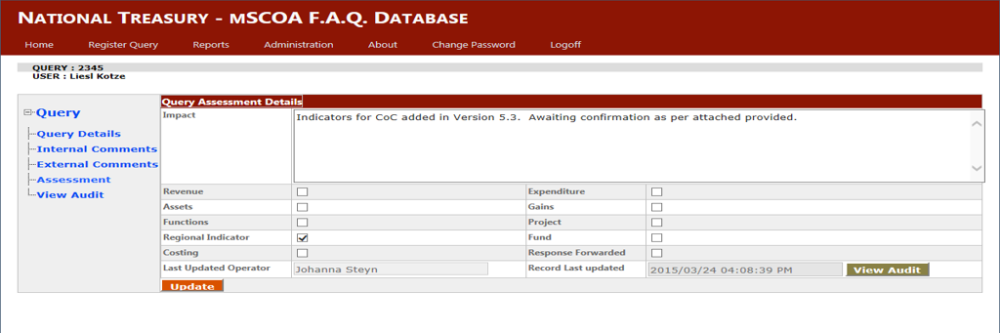 NATIONAL TREASURY - MSCOA F.A.Q. DATABASE
Home Register Query Reports Administration About Change Password Logoff
QUERY : 2345
USER : Liesl Kotze
Query
Query Details
Internal Comments
External Comments
Assessment
View Audit
Query Assessment Details
Impact Indicators for CoC added in Version 5.3. Awaiting confirmation as per attached provided.
Revenue Expenditure
Assets Gains
Functions Project
Regional Indicator Fund
Costing Response Forwarded
Last Updated Operator Johanna Steyn Record Last updated 2015/03/24 04:08:39 PM View Audit
Update